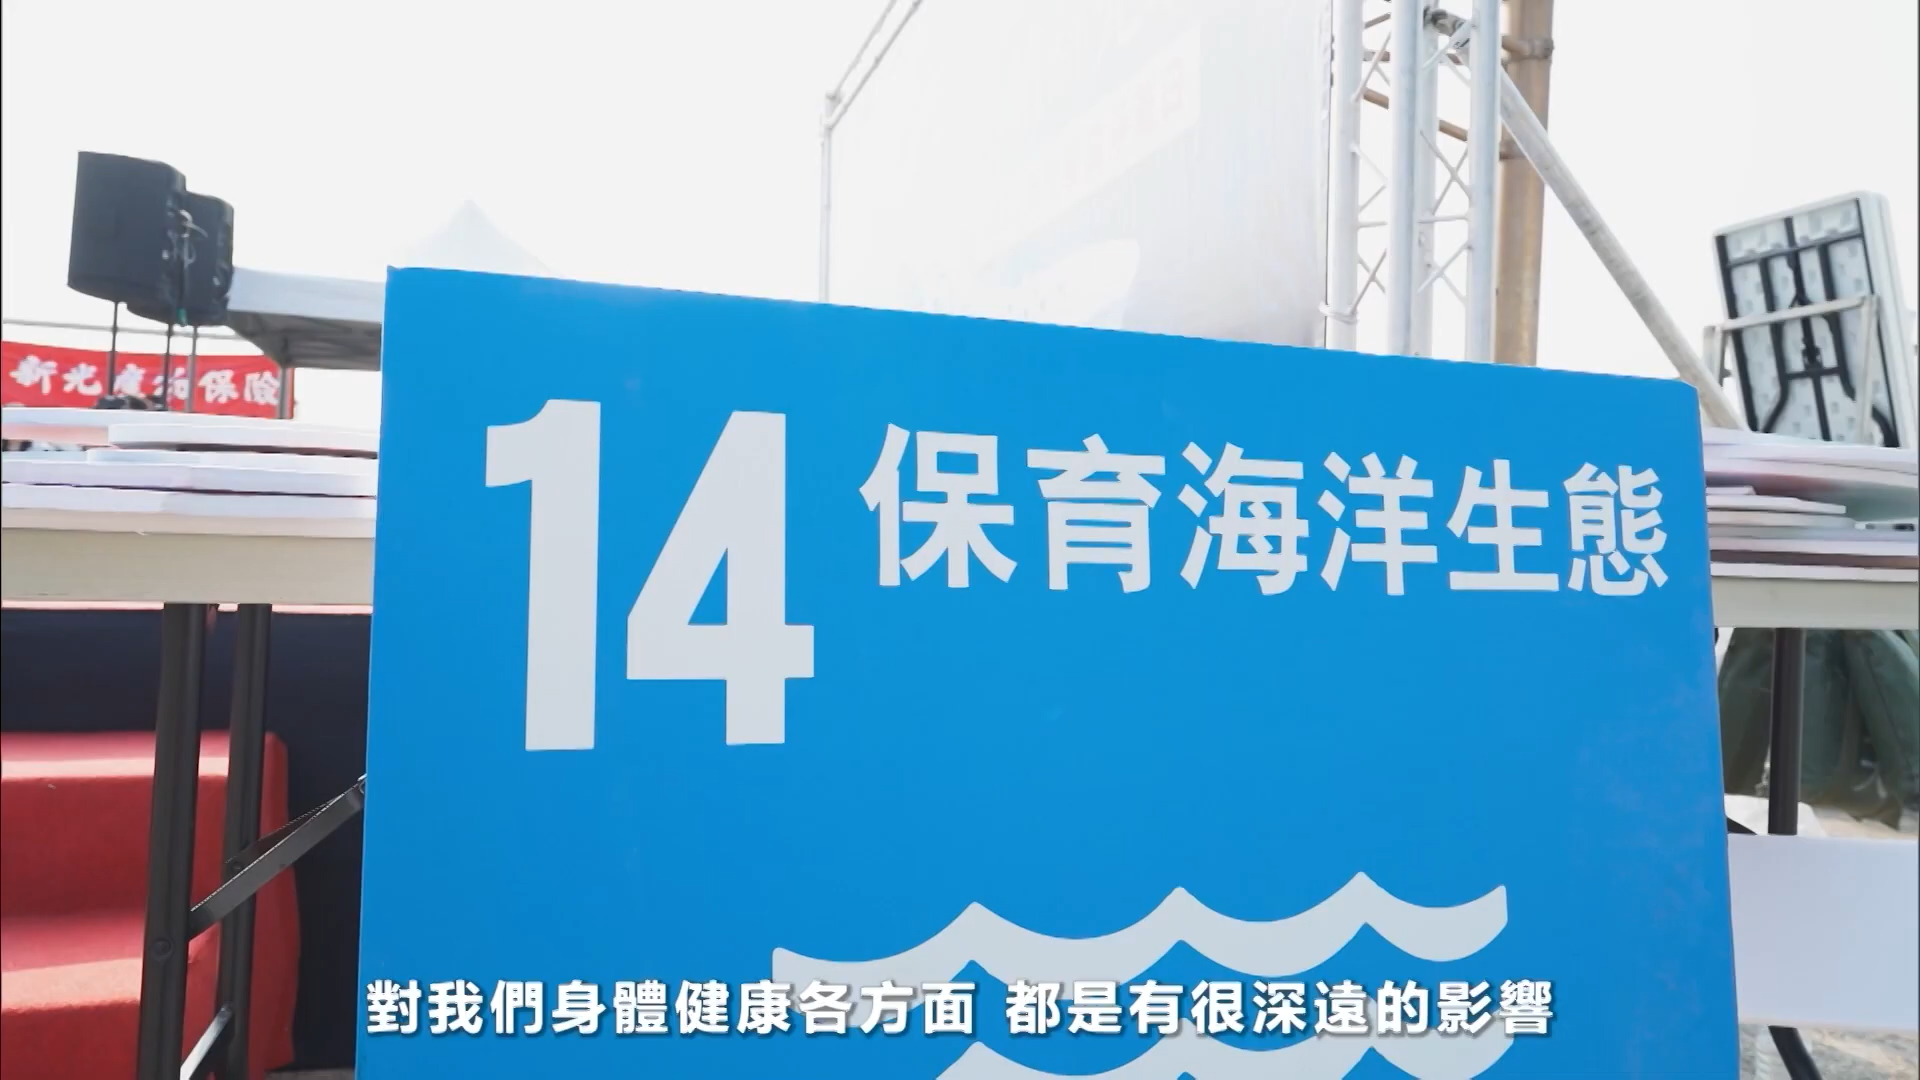 新光產物保險
14 保育海洋生態
對我們身體健康各方面 都是有很深遠的影響